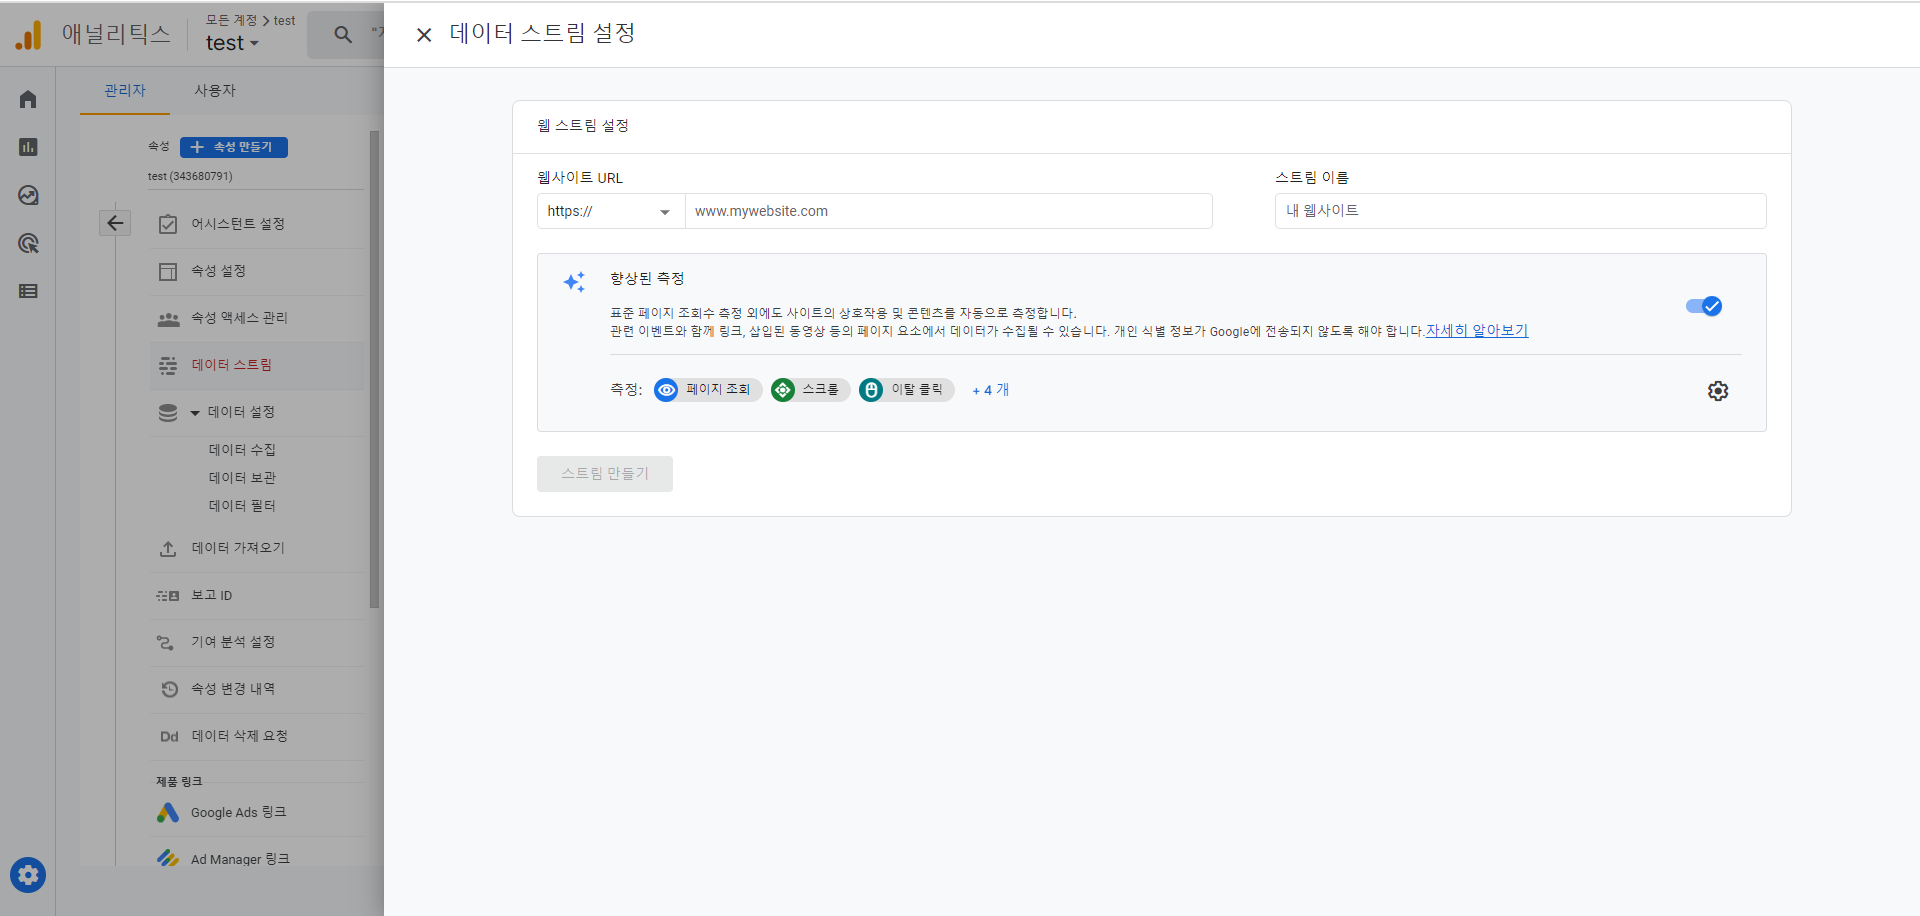 애널리틱스
모든 계정 > test
test
데이터 스트림 설정
관리자
사용자
속성
속성 만들기
test (343680791)
어시스턴트 설정
속성 설정
속성 액세스 관리
데이터 스트림
데이터 설정
데이터 수집
데이터 보관
데이터 필터
데이터 가져오기
보고 ID
기여 분석 설정
속성 변경 내역
Dd 데이터 삭제 요청
제품 링크
Google Ads 링크
Ad Manager 링크
웹 스트림 설정
웹사이트 URL
스트림 이름
https://
www.mywebsite.com
내 웹사이트
향상된 측정
표준 페이지 조회수 측정 외에도 사이트의 상호작용 및 콘텐츠를 자동으로 측정합니다.
관련 이벤트와 함께 링크, 삽입된 동영상 등의 페이지 요소에서 데이터가 수집될 수 있습니다. 개인 식별 정보가 Google에 전송되지 않도록 해야 합니다.자세히 알아보기
측정: 페이지 조회 스크롤 이탈 클릭 + 4 개
스트림 만들기